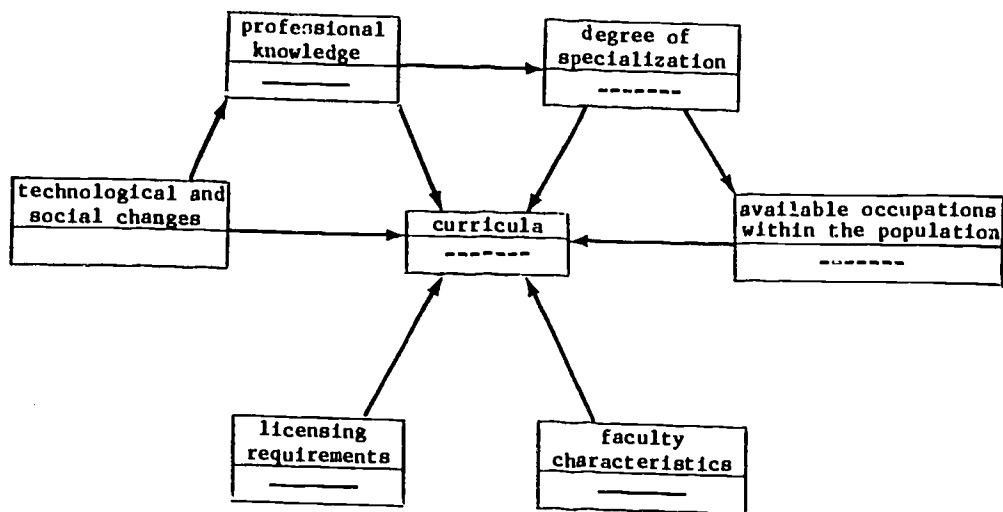 professional
knowledge
degree of
specialization
technological and
social changes
curricula
available occupations
within the population
licensing
requirements
faculty
characteristics